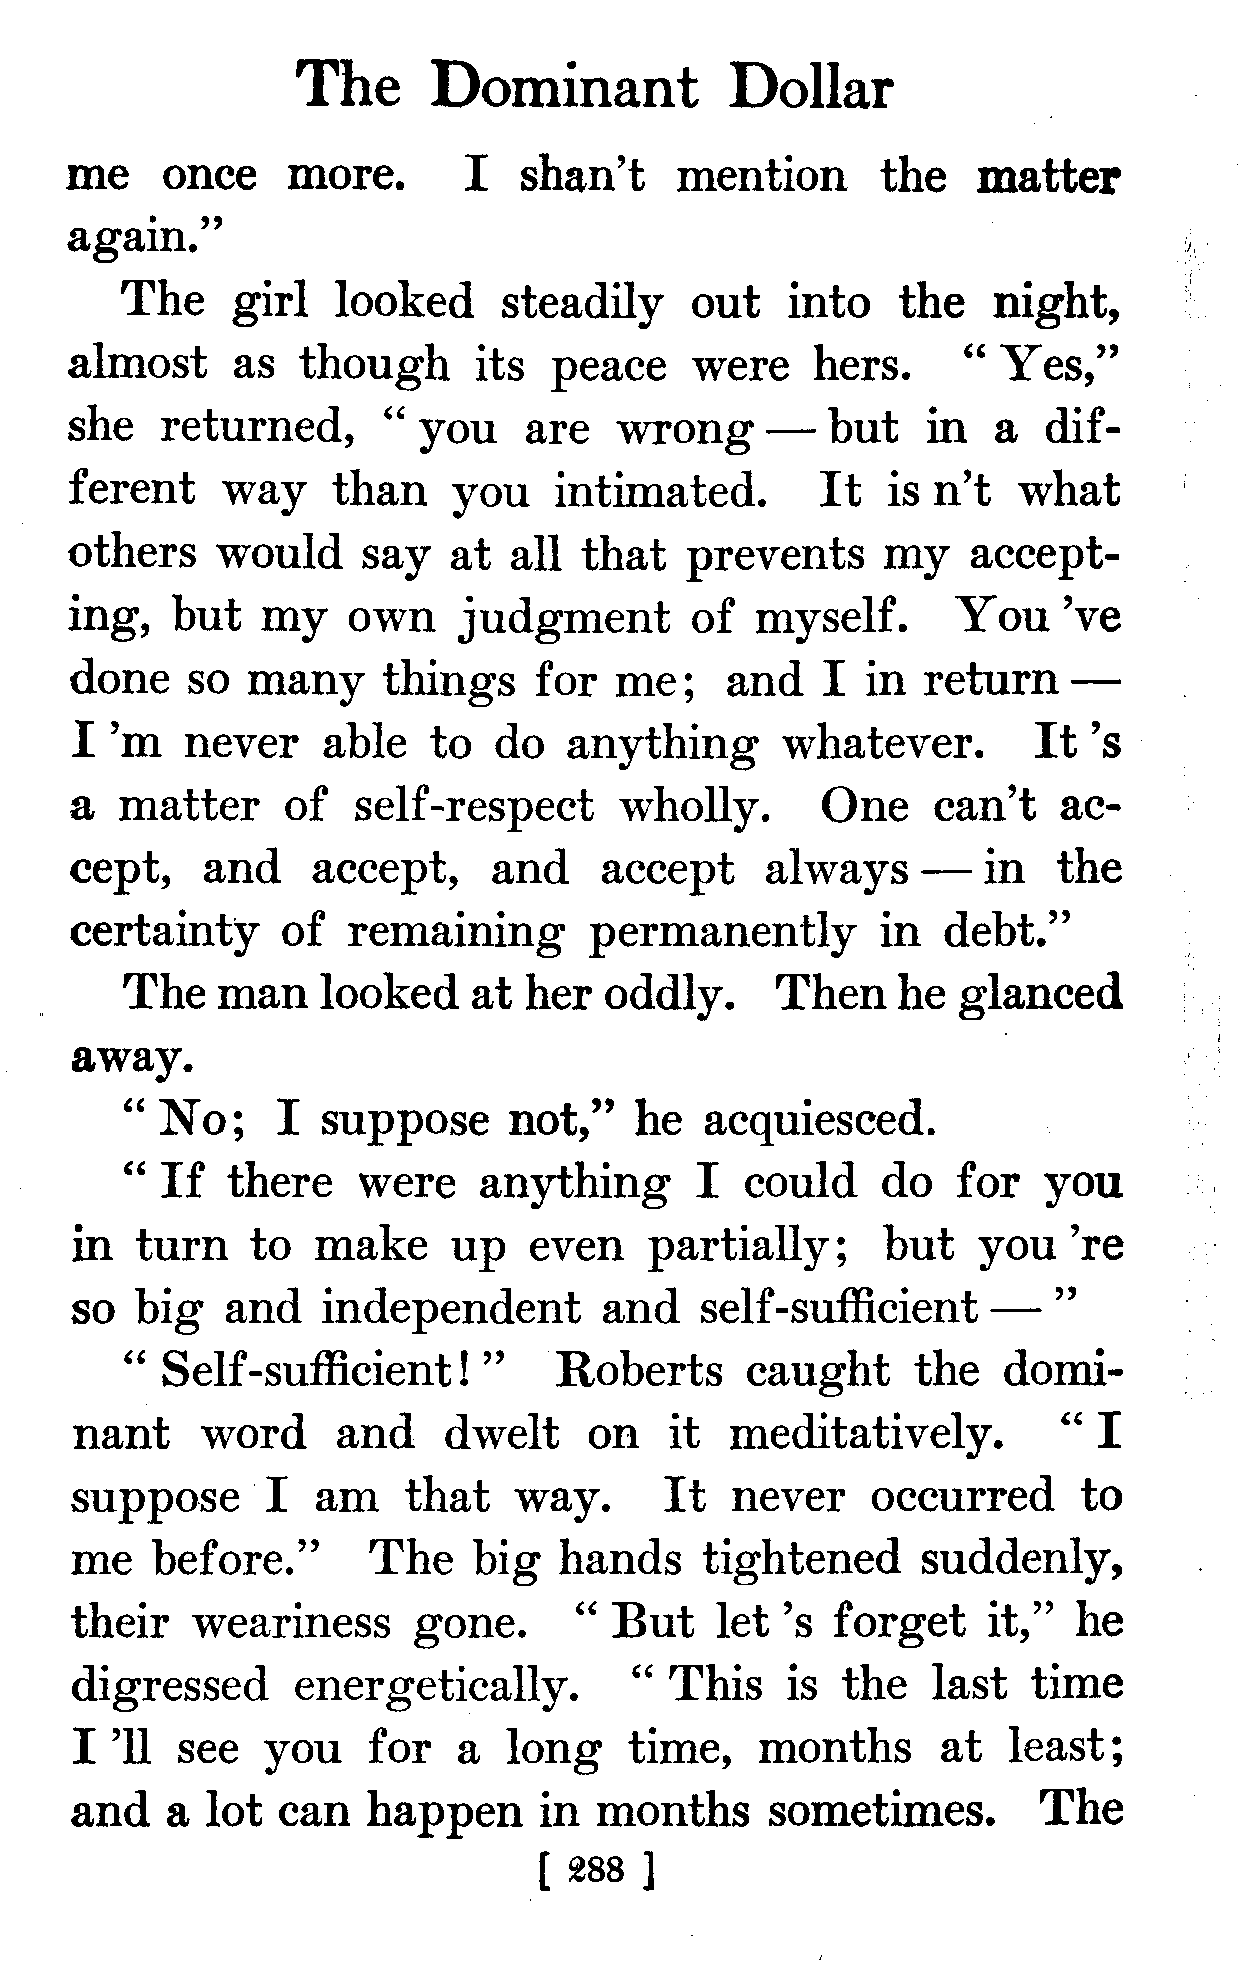 The Dominant Dollar
me once more. I shan't mention the matter
again."
The girl looked steadily out into the night,
almost as though its peace were hers. " Yes,"
she returned, " you are wrong — but in a dif-
ferent way than you intimated. It is n't what
others would say at all that prevents my accept-
ing, but my own judgment of myself. You 've
done so many things for me; and I in return —
I 'm never able to do anything whatever. It 's
a matter of self-respect wholly. One can't ac-
cept, and accept, and accept always — in the
certainty of remaining permanently in debt."
The man looked at her oddly. Then he glanced
away.
" No; I suppose not," he acquiesced.
" If there were anything I could do for you
in turn to make up even partially; but you 're
so big and independent and self-sufficient — "
" Self-sufficient! " Roberts caught the domi-
nant word and dwelt on it meditatively. " I
suppose I am that way. It never occurred to
me before." The big hands tightened suddenly,
their weariness gone. " But let 's forget it," he
digressed energetically. " This is the last time
I 'll see you for a long time, months at least;
and a lot can happen in months sometimes. The
[ 288 ]